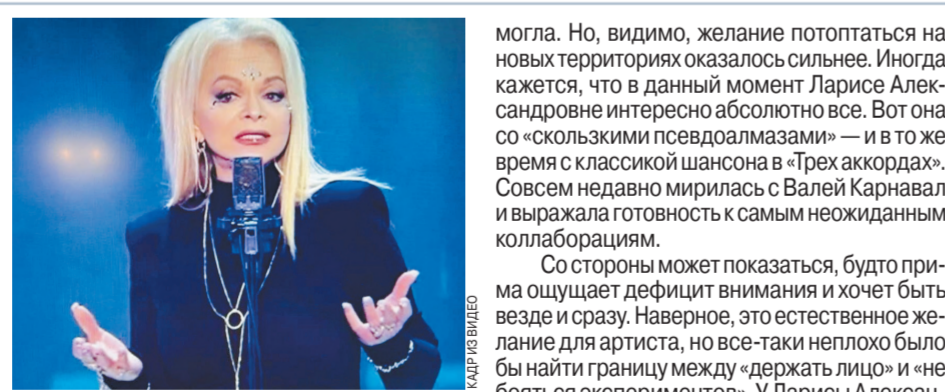 КАДР ИЗ ВИДЕО
могла. Но, видимо, желание потоптаться на
новых территориях оказалось сильнее. Иногда
кажется, что в данный момент Ларисе Алек-
сандровне интересно абсолютно все. Вот она
со «скользкими псевдоалмазами» — и в то же
время с классикой шансона в «Трех аккордах».
Совсем недавно мирилась с Валей Карнавал
и выражала готовность к самым неожиданным
коллаборациям.
Со стороны может показаться, будто при-
ма ощущает дефицит внимания и хочет быть
везде и сразу. Наверное, это естественное же-
лание для артиста, но все-таки неплохо было
бы найти границу между «держать лицо» и «не
бояться экспериментов». У Ларисы Алексан-